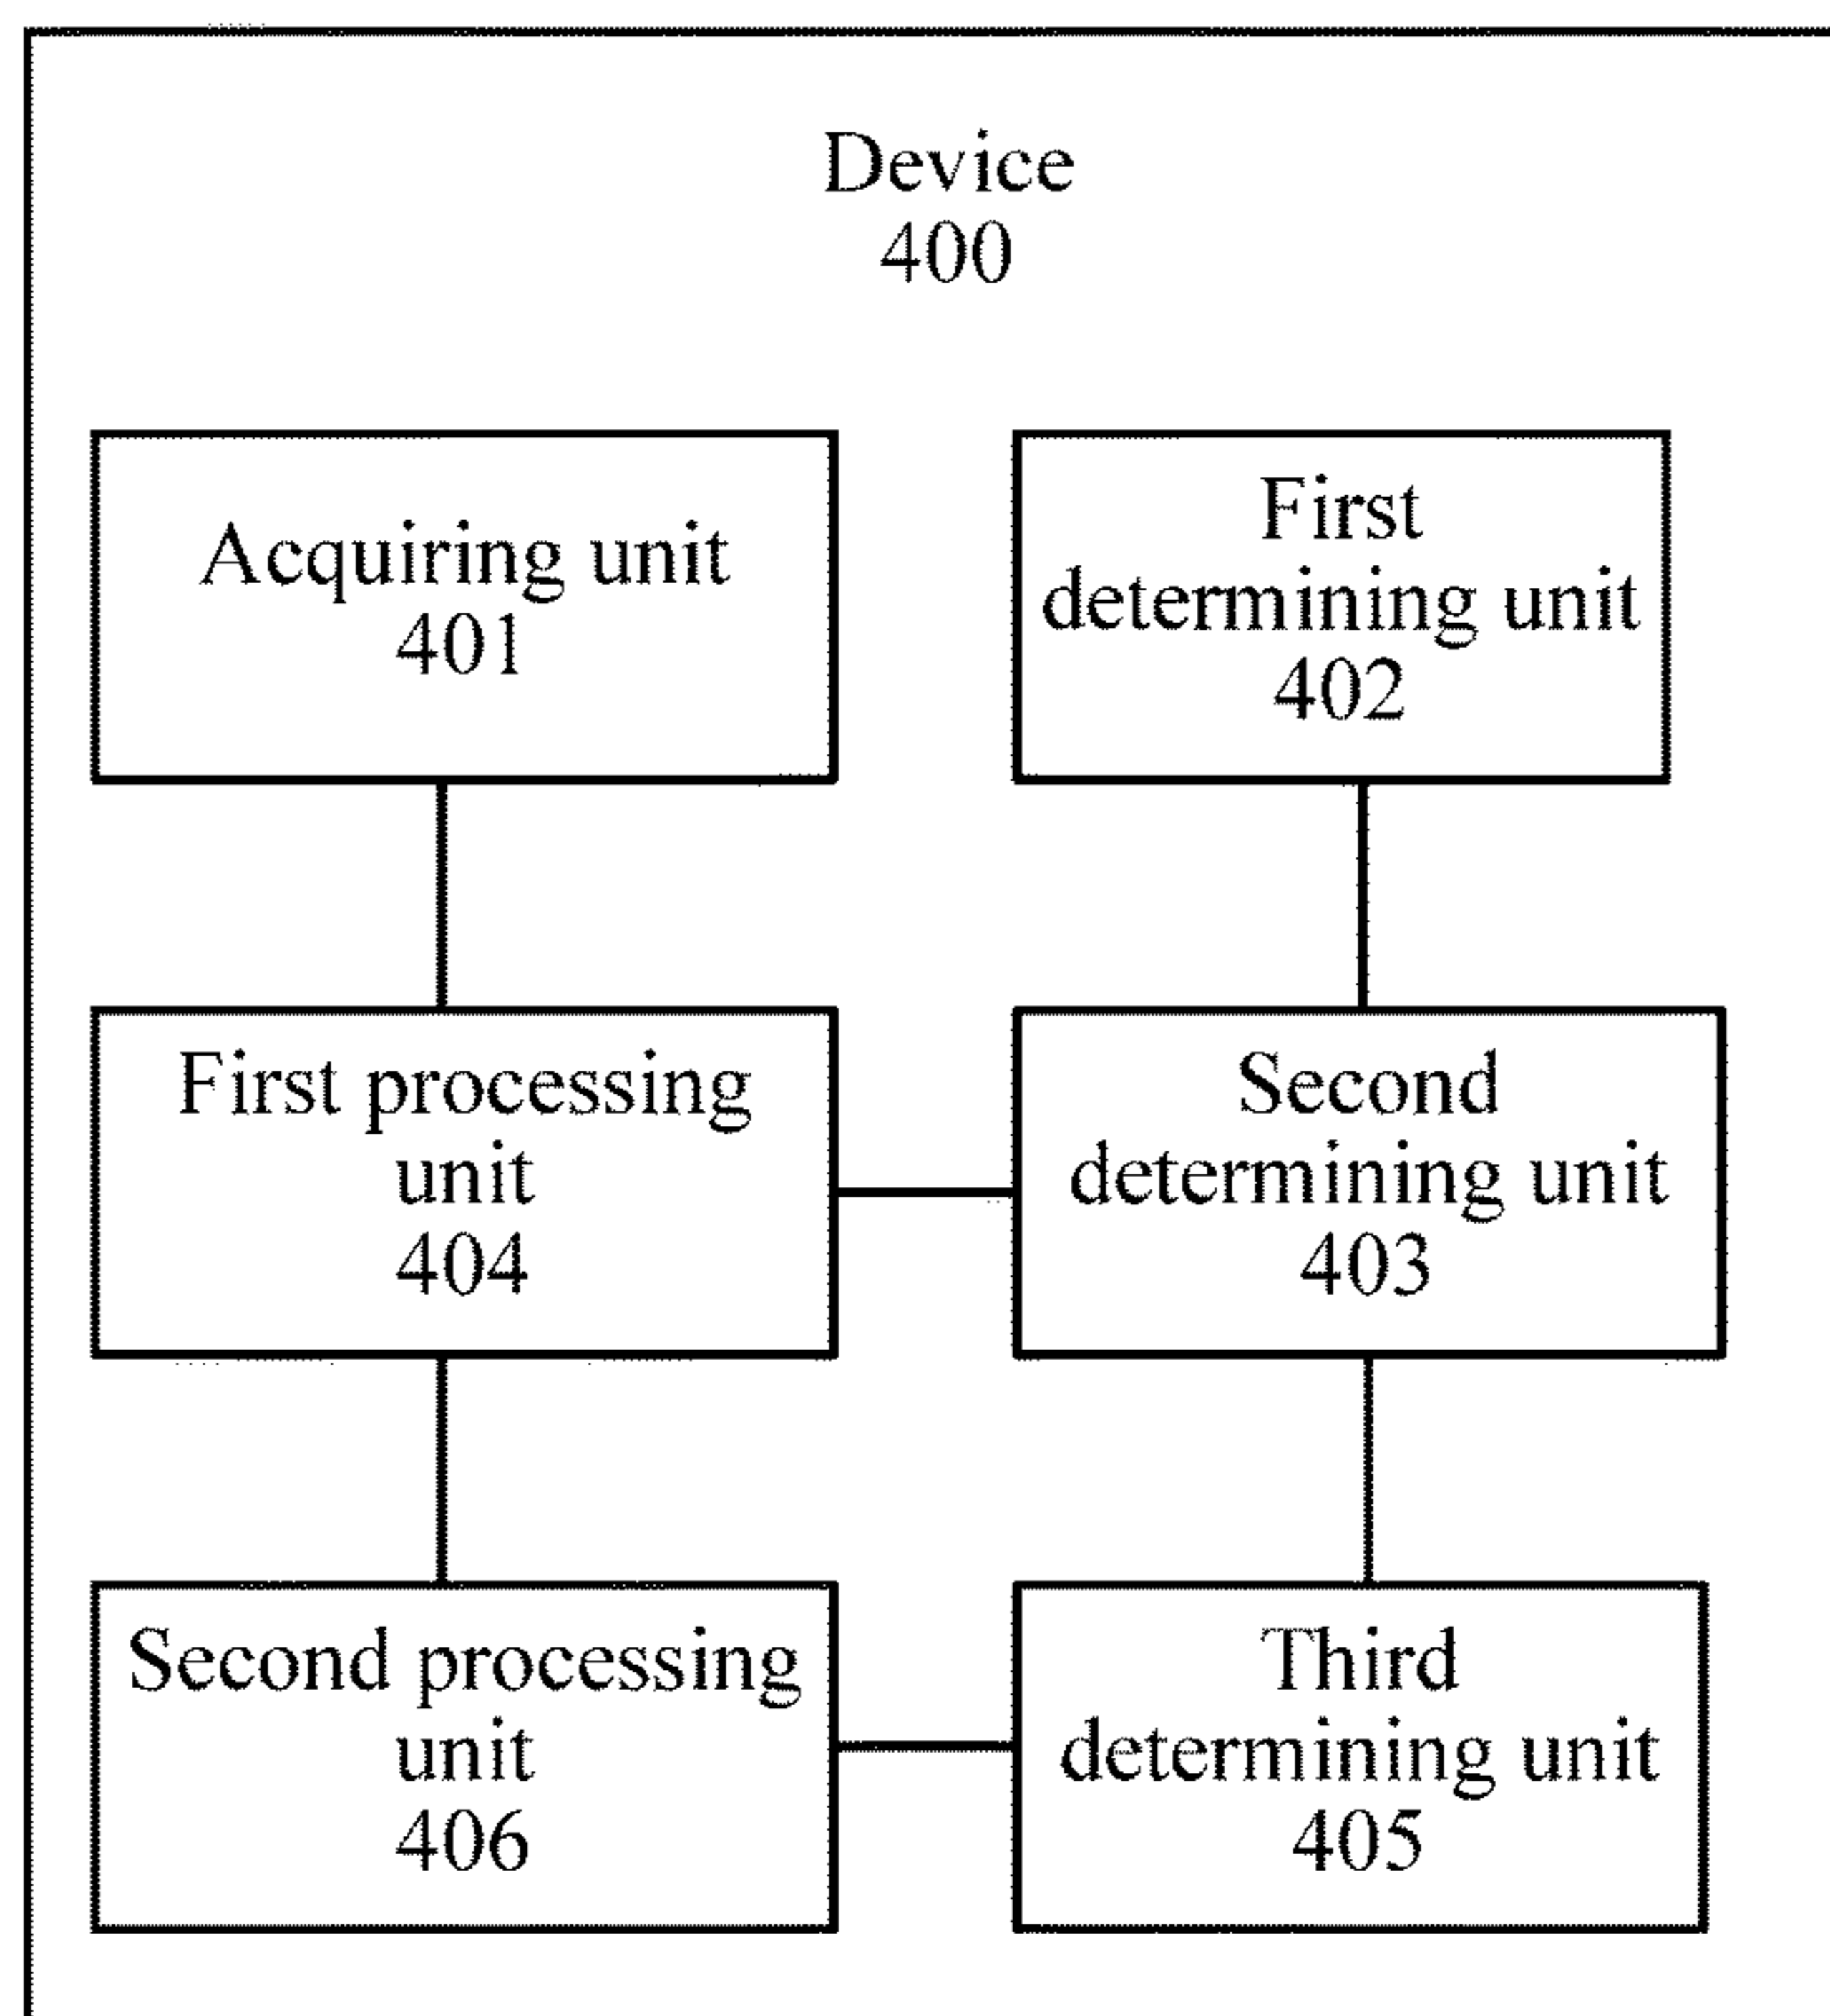 Device
400
Acquiring unit
401
First
determining unit
402
First processing
unit
404
Second
determining unit
403
Second processing
unit
406
Third
determining unit
405